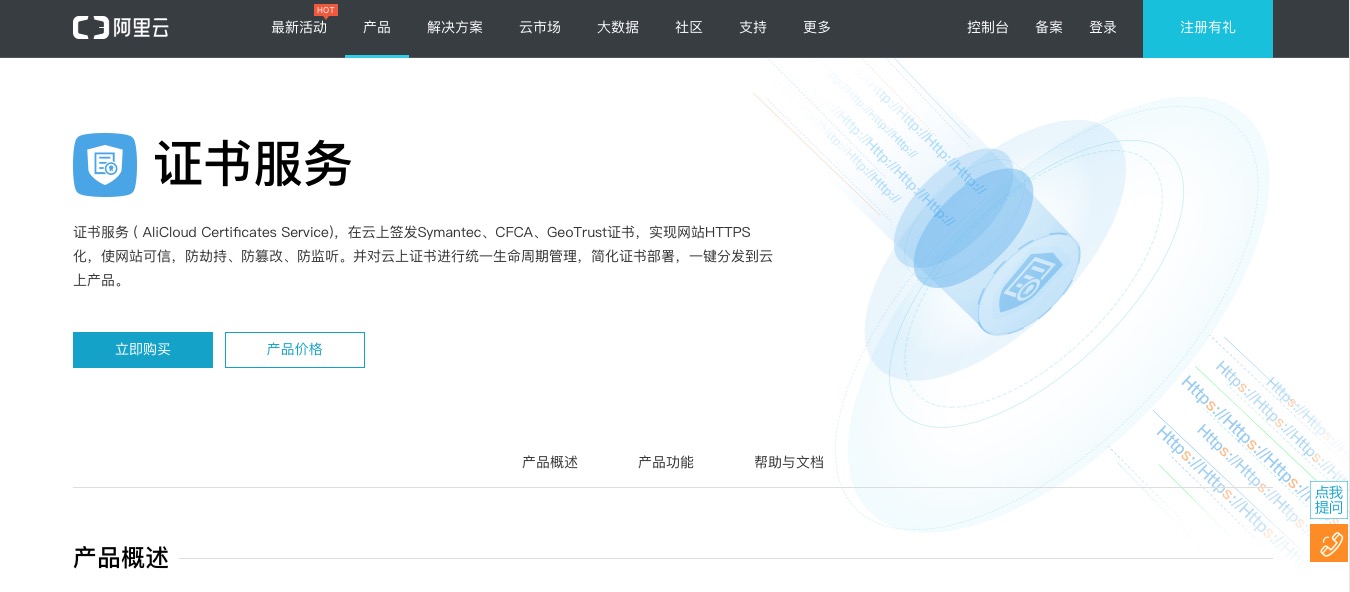 阿里云
最新活动
HOT
产品
解决方案
云市场
大数据
社区
支持
更多
控制台
备案
登录
注册有礼
证书服务
证书服务 ( AliCloud Certificates Service)，在云上签发Symantec、CFCA、GeoTrust证书，实现网站HTTPS
化，使网站可信，防劫持、防篡改、防监听。并对云上证书进行统一生命周期管理，简化证书部署，一键分发到云
上产品。
立即购买
产品价格
Http://Http://Http://
Http://Http://Http://
Https://Https://Https://
Https://Https://Https://
产品概述
产品功能
帮助与文档
点我
提问
产品概述